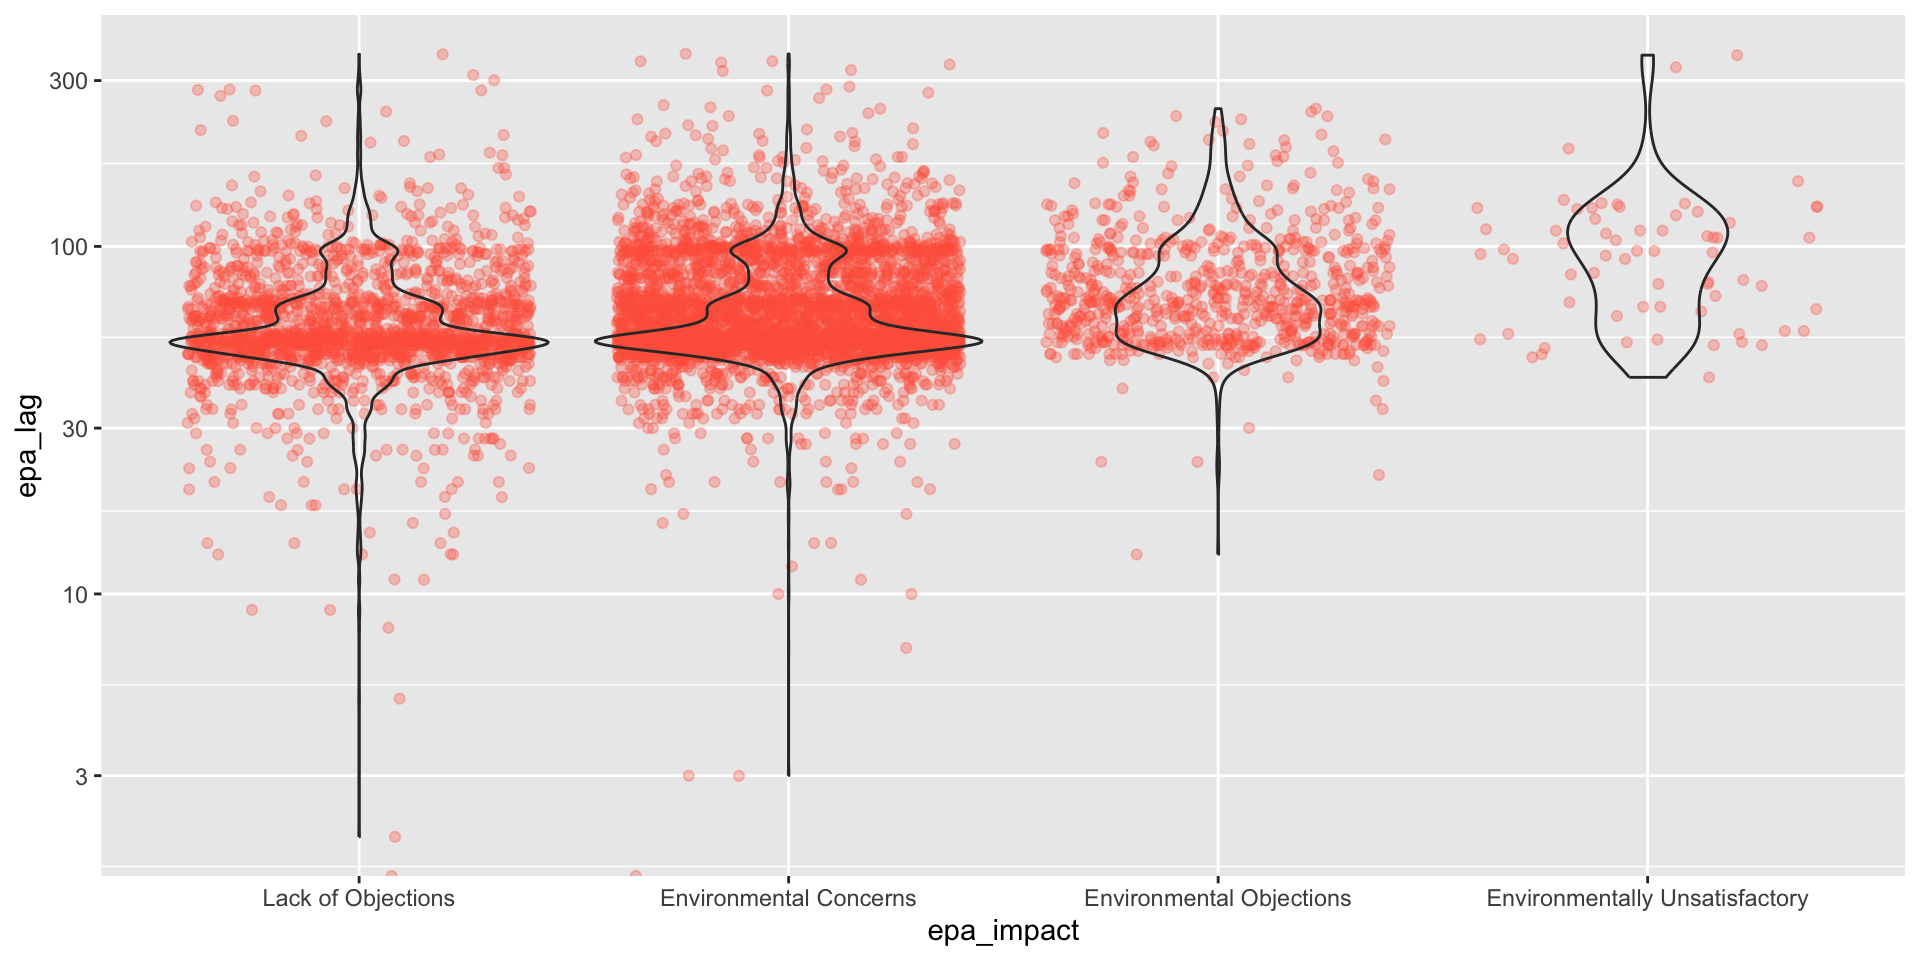 300
100
30
10
3
epa_lag
Lack of Objections
Environmental Concerns
Environmental Objections
Environmentally Unsatisfactory
epa_impact